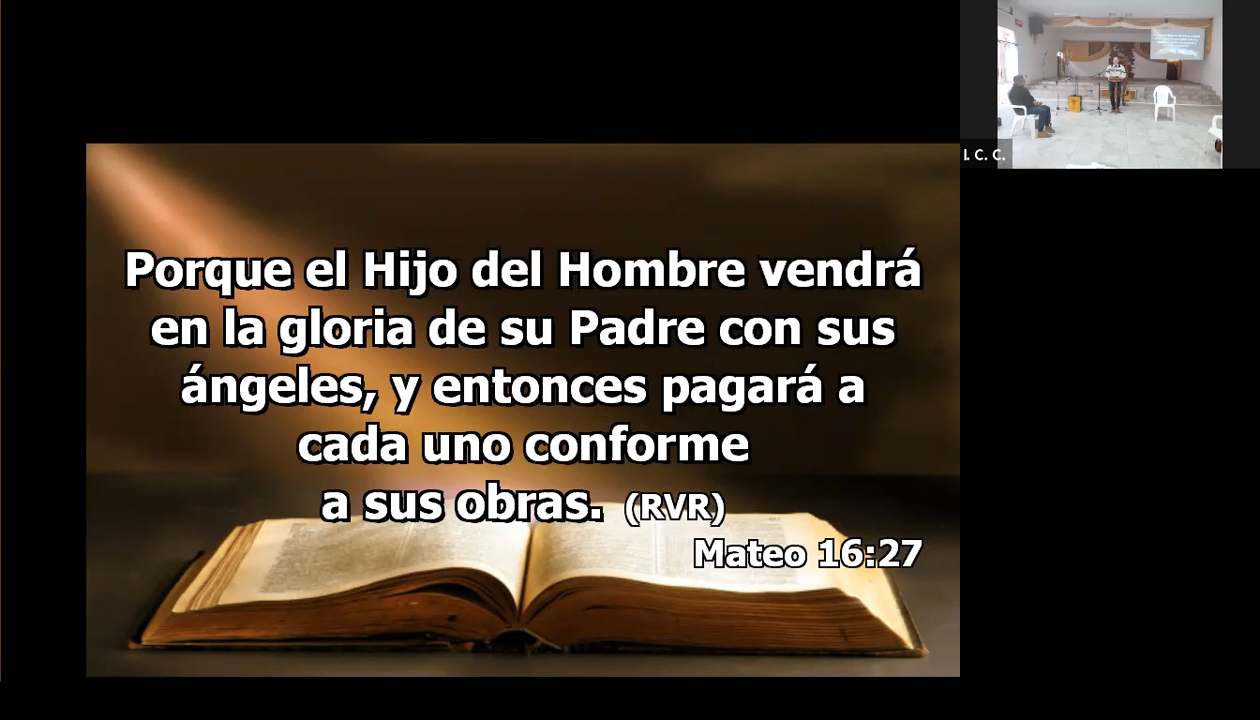 Porque el Hijo del Hombre vendrá
en la gloria de su Padre con sus
ángeles, y entonces pagará a
cada uno conforme
a sus obras. (RVR)
Mateo 16:27
I. C. C.